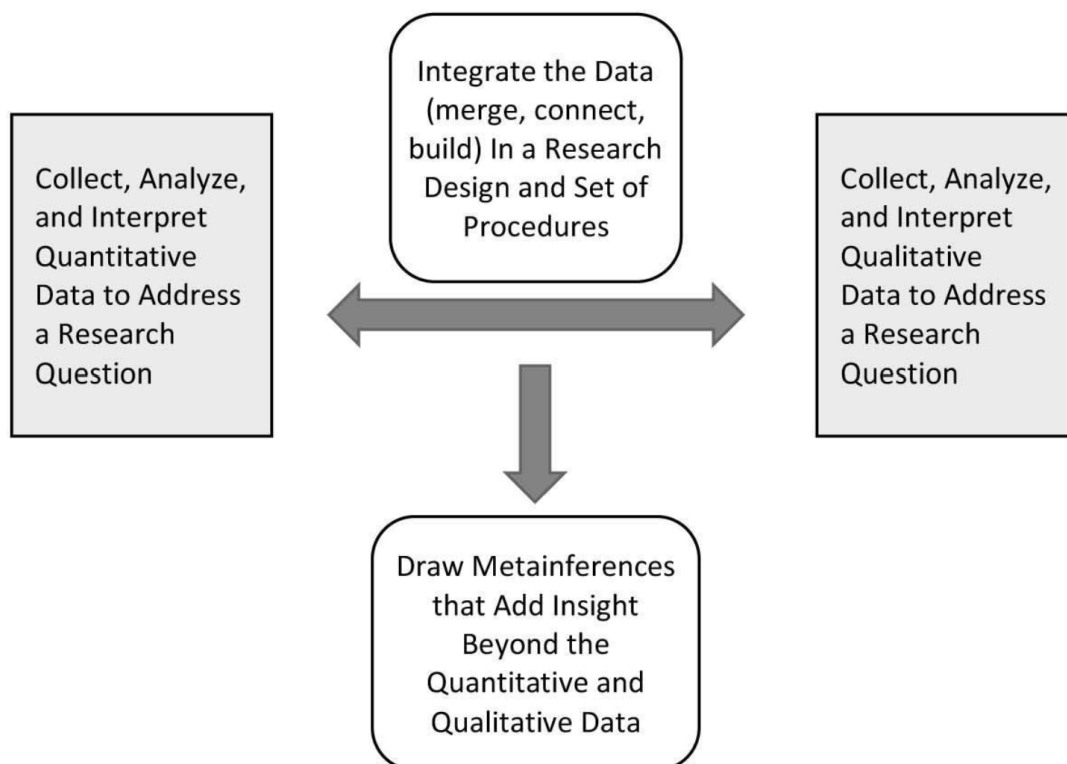 Integrate the Data
(merge, connect,
build) In a Research
Design and Set of
Procedures
Collect, Analyze,
and Interpret
Quantitative
Data to Address
a Research
Question
Collect, Analyze,
and Interpret
Qualitative
Data to Address
a Research
Question
Draw Metainferences
that Add Insight
Beyond the
Quantitative and
Qualitative Data